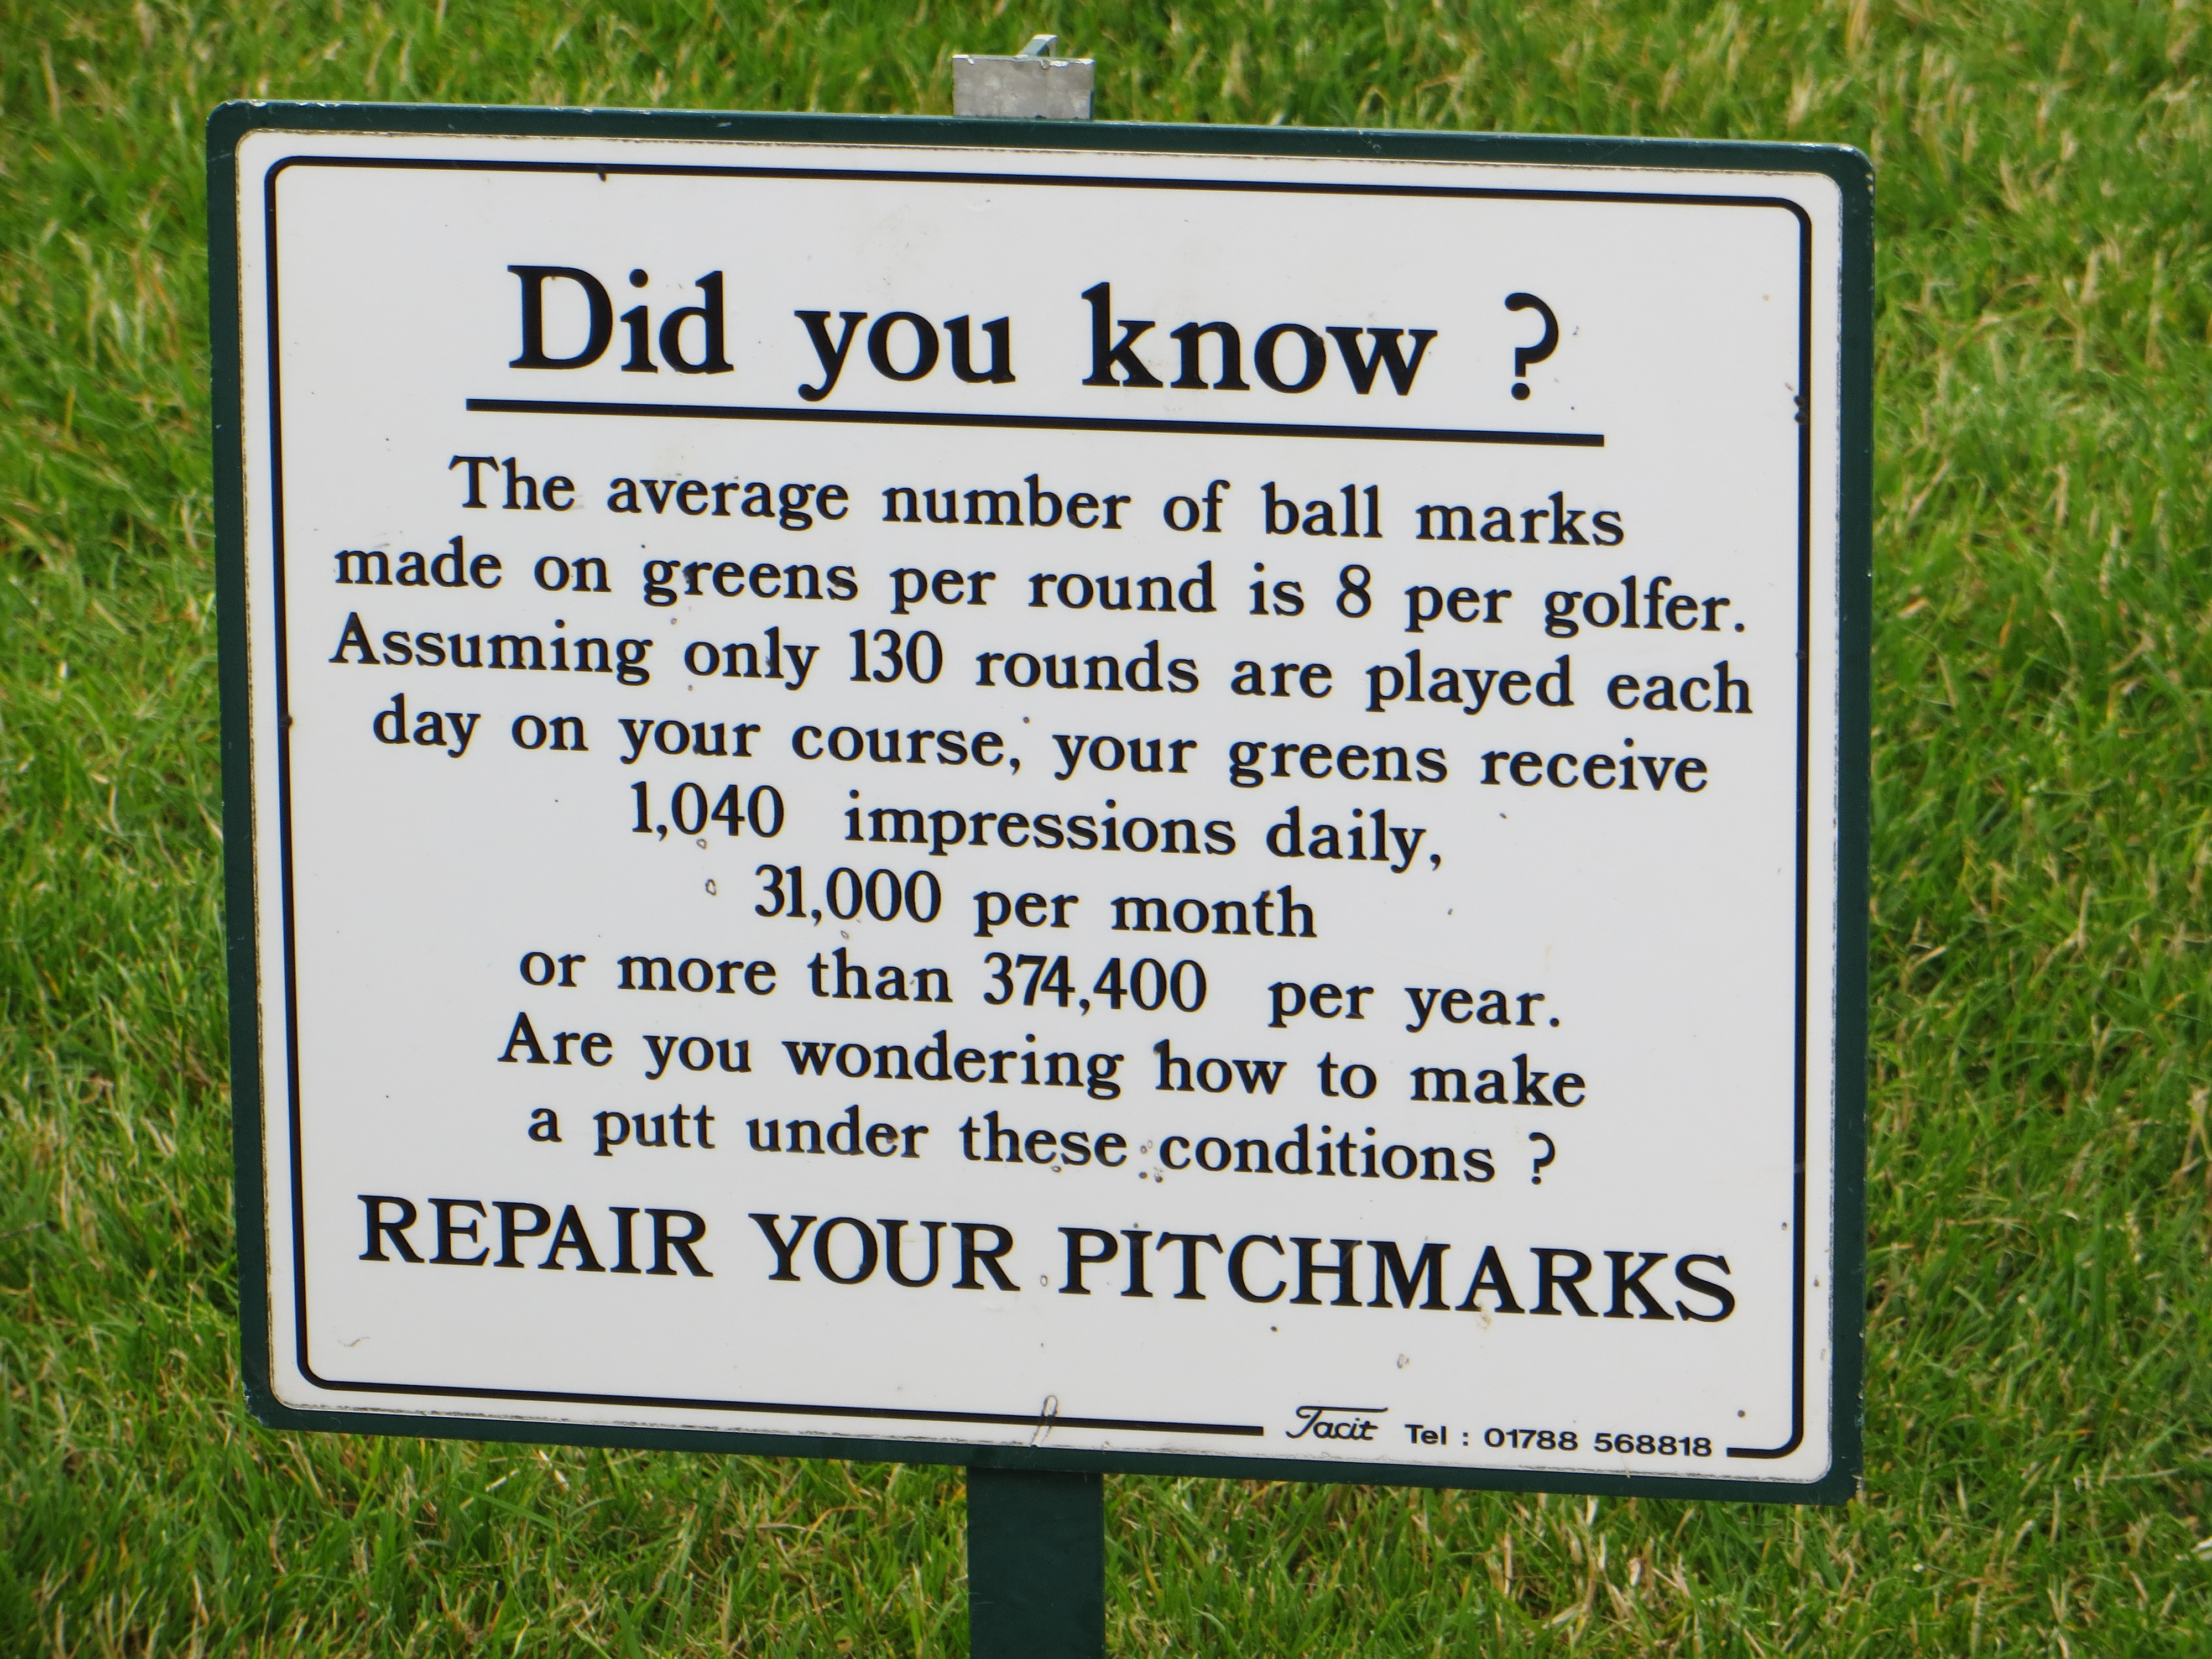 Did you know ?
The average number of ball marks
made on greens per round is 8 per golfer.
Assuming only 130 rounds are played each
day on your course, your greens receive
1,040 impressions daily,
31,000 per month
or more than 374,400 per year.
Are you wondering how to make
a putt under these conditions ?
REPAIR YOUR PITCHMARKS
Tacit Tel : 01788 568818